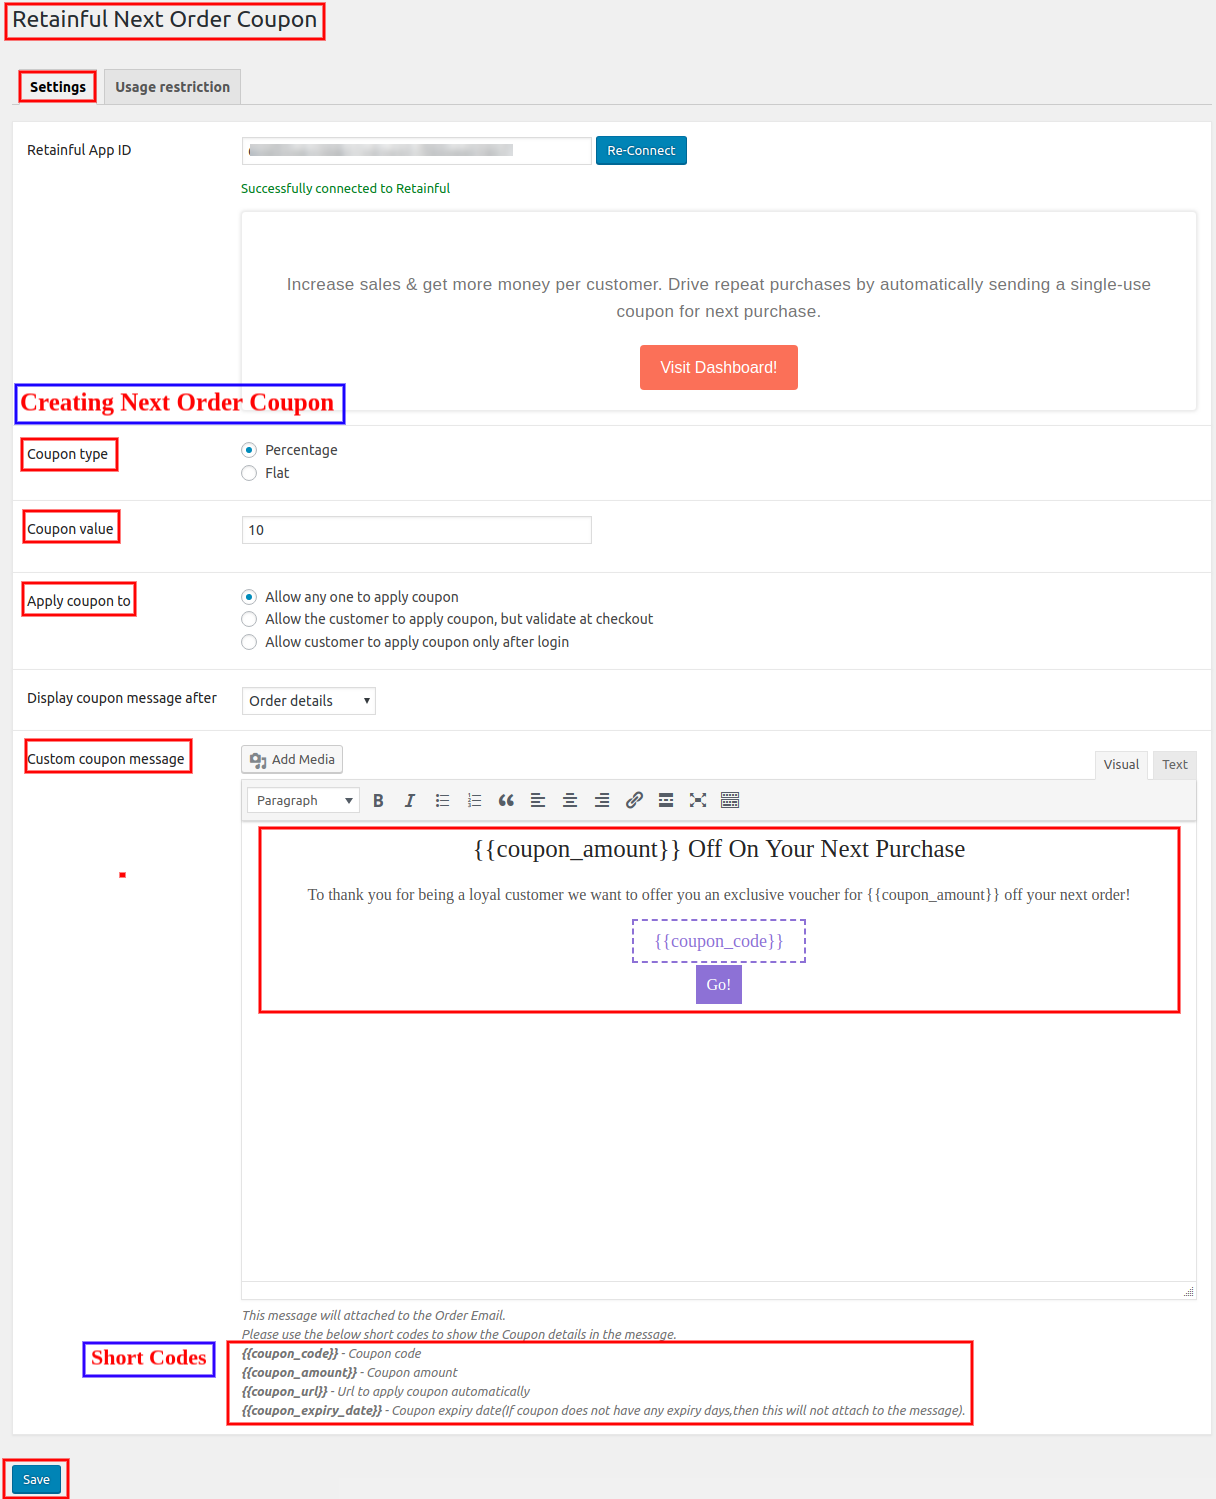 Retainful Next Order Coupon
Settings
Usage restriction
Retainful App ID
Re-Connect
Successfully connected to Retainful
Increase sales & get more money per customer. Drive repeat purchases by automatically sending a single-use
coupon for next purchase.
Visit Dashboard!
Creating Next Order Coupon
Coupon type
Percentage
Flat
Coupon value
10
Apply coupon to
Allow any one to apply coupon
Allow the customer to apply coupon, but validate at checkout
Allow customer to apply coupon only after login
Display coupon message after
Order details
Custom coupon message
Add Media
Visual
Text
Paragraph
{{coupon_amount}} Off On Your Next Purchase
To thank you for being a loyal customer we want to offer you an exclusive voucher for {{coupon_amount}} off your next order!
{{coupon_code}}
Go!
This message will attached to the Order Email.
Please use the below short codes to show the Coupon details in the message.
Short Codes
{{coupon_code}} - Coupon code
{{coupon_amount}} - Coupon amount
{{coupon_url}} - Url to apply coupon automatically
{{coupon_expiry_date}} - Coupon expiry date(If coupon does not have any expiry days,then this will not attach to the message).
Save